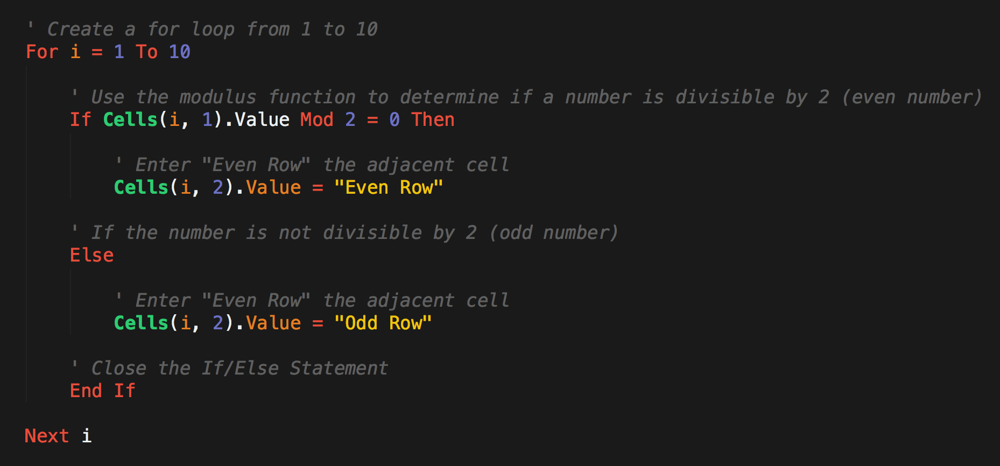 ' Create a for loop from 1 to 10
For i = 1 To 10
' Use the modulus function to determine if a number is divisible by 2 (even number)
If Cells(i, 1).Value Mod 2 = 0 Then
' Enter "Even Row" the adjacent cell
Cells(i, 2).Value = "Even Row"
' If the number is not divisible by 2 (odd number)
Else
' Enter "Even Row" the adjacent cell
Cells(i, 2).Value = "Odd Row"
' Close the If/Else Statement
End If
Next i